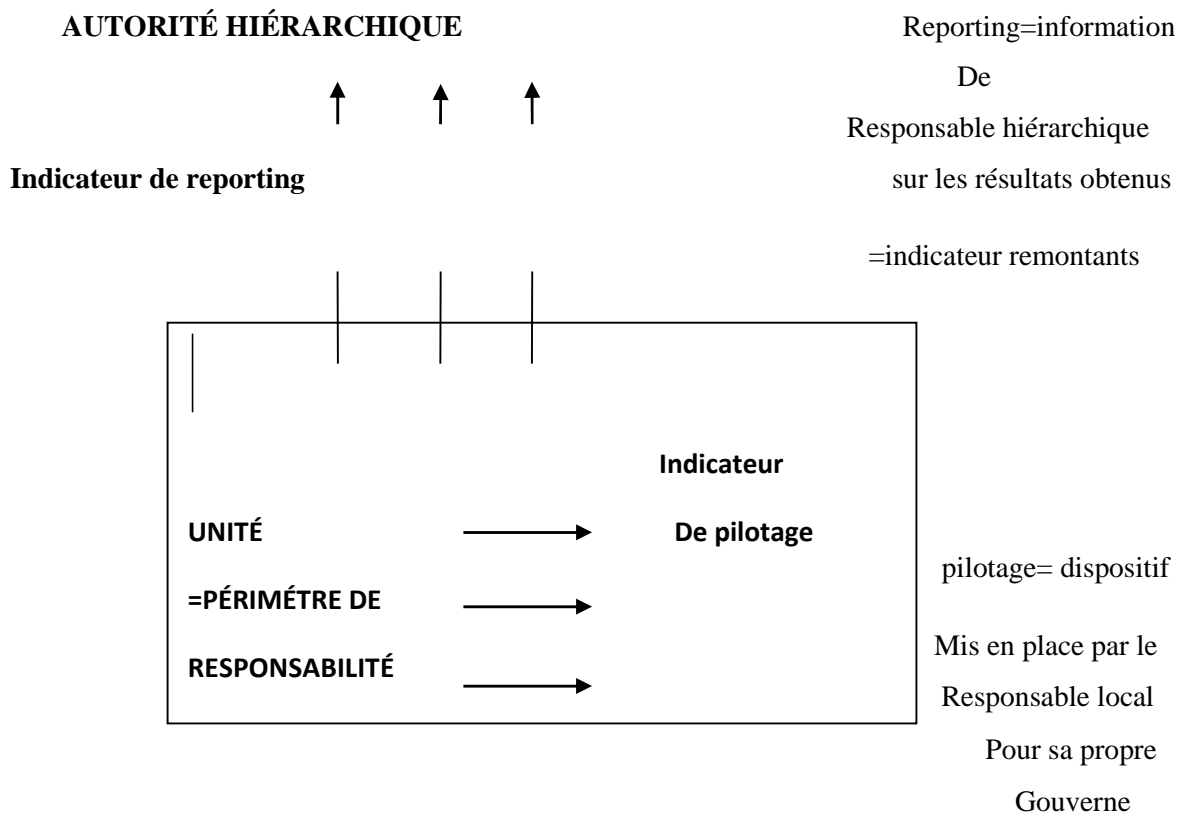 AUTORITÉ HIÉRARCHIQUE
Reporting=information
De
Responsable hiérarchique
Indicateur de reporting
sur les résultats obtenus
=indicateur remontants
Indicateur
UNITÉ
De pilotage
=PÉRIMÉTRE DE
RESPONSABILITÉ
pilotage= dispositif
Mis en place par le
Responsable local
Pour sa propre
Gouverne